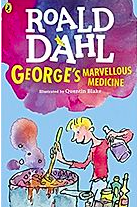 ROALD
DAHL
GEORGE'S
MARVELLOUS
MEDICINE
Illustrated by Quentin Blake